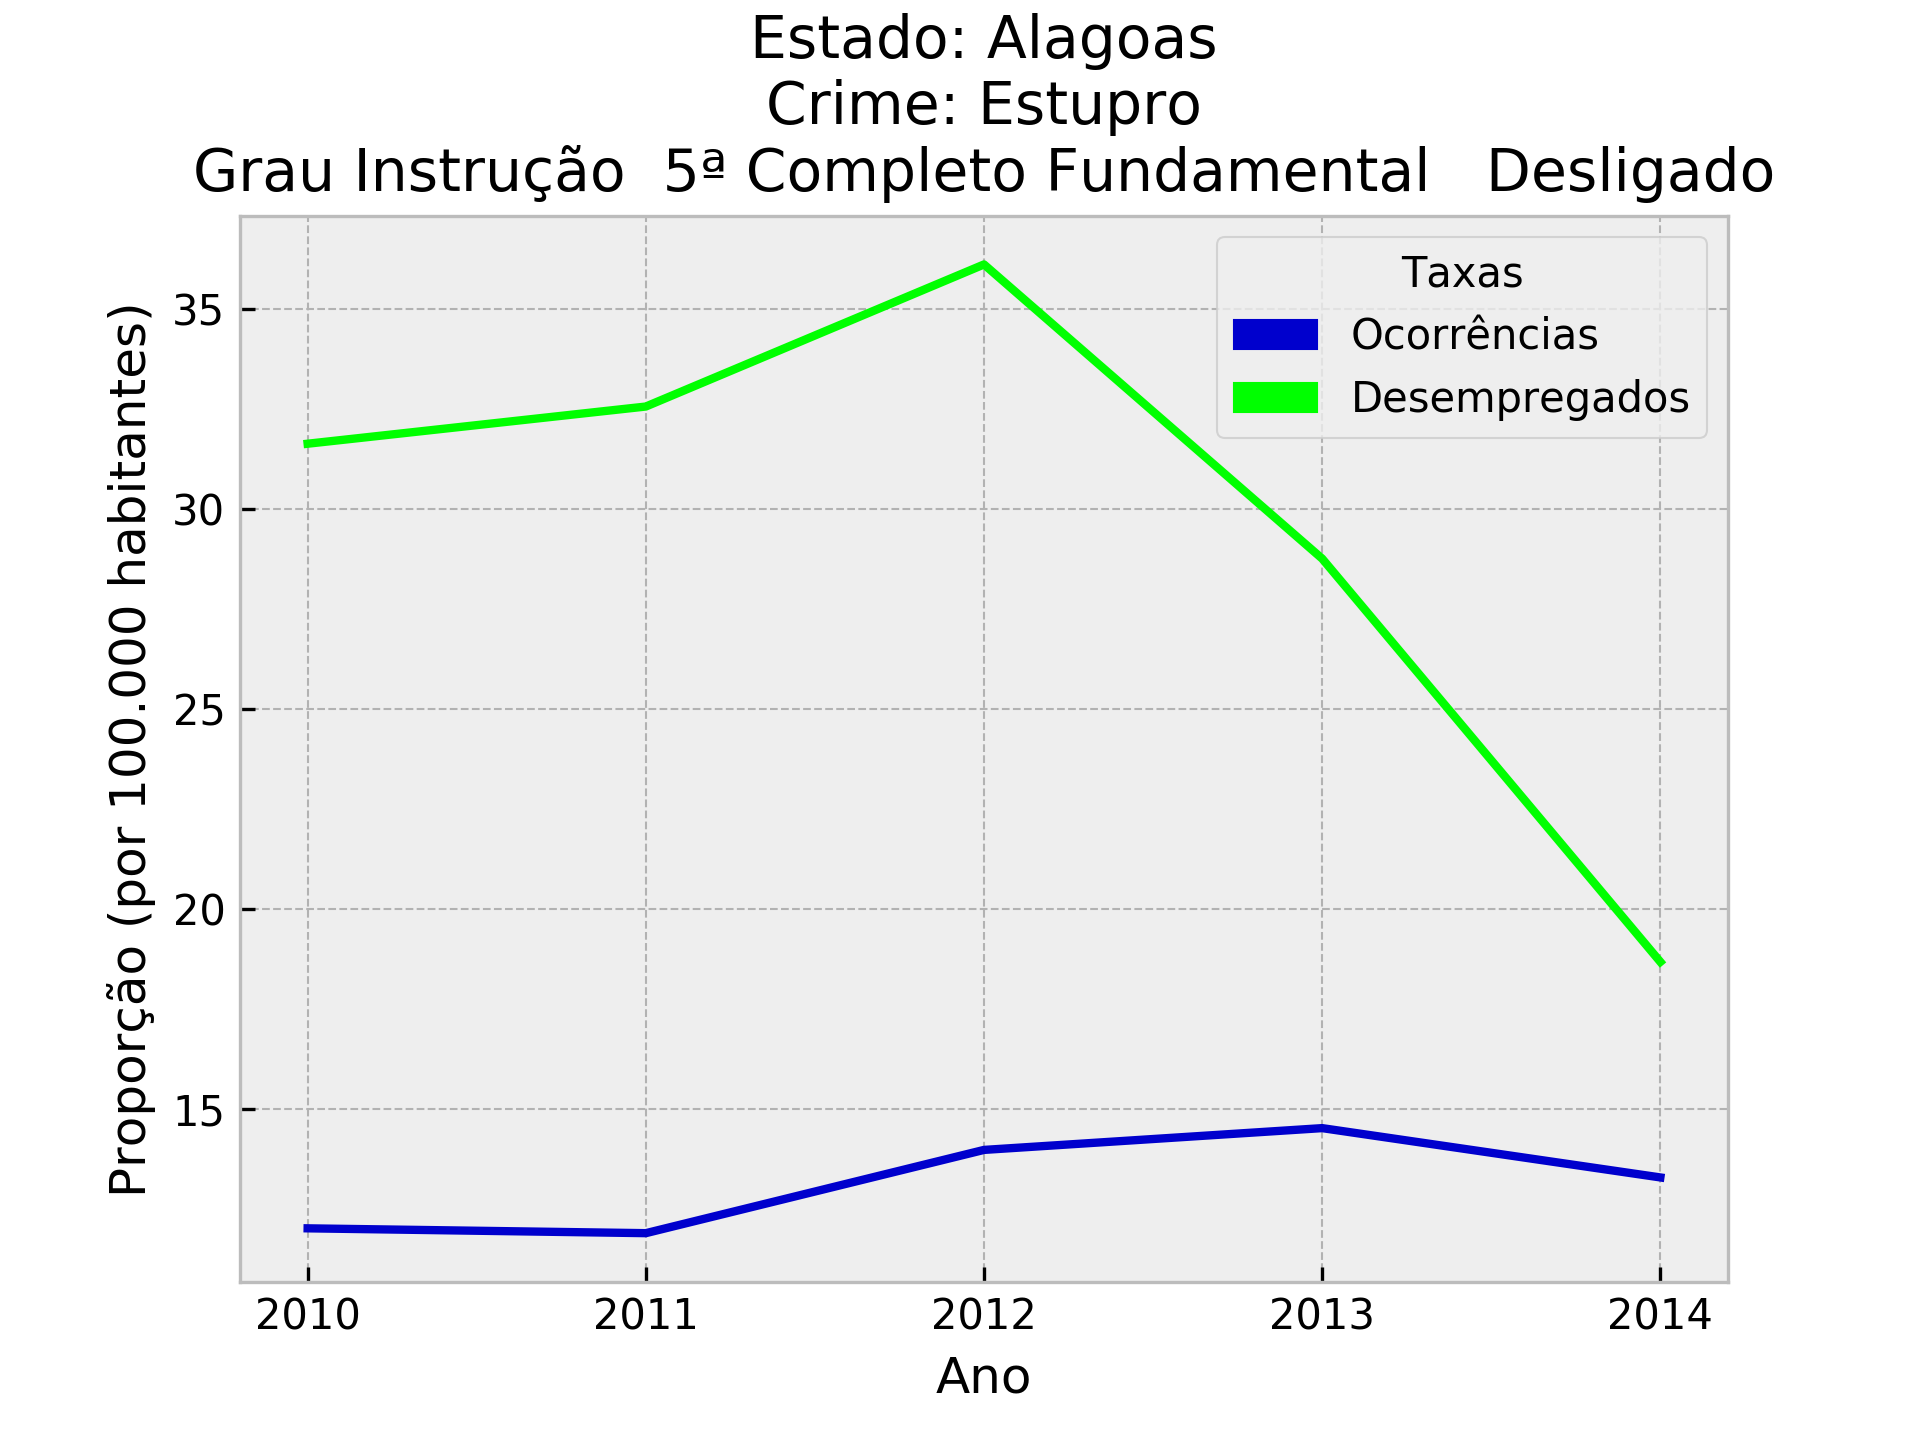 Estado: Alagoas
Crime: Estupro
Grau Instrução  5ª Completo Fundamental   Desligado
Proporção (por 100.000 habitantes)
35
30
25
20
15
Taxas
Ocorrências
Desempregados
2010 2011 2012 2013 2014
Ano